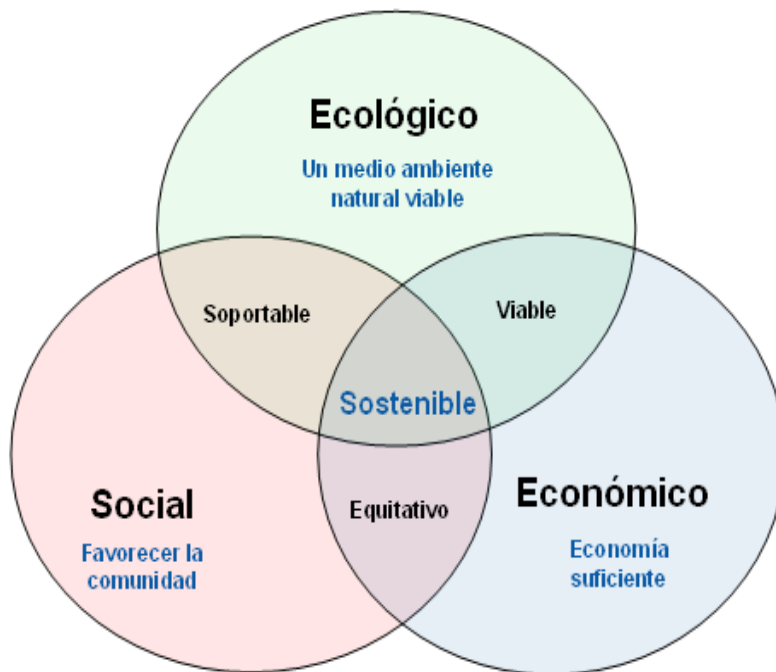 Ecológico
Un medio ambiente
natural viable
Soportable
Viable
Sostenible
Social
Favorecer la
comunidad
Equitativo
Económico
Economía
suficiente